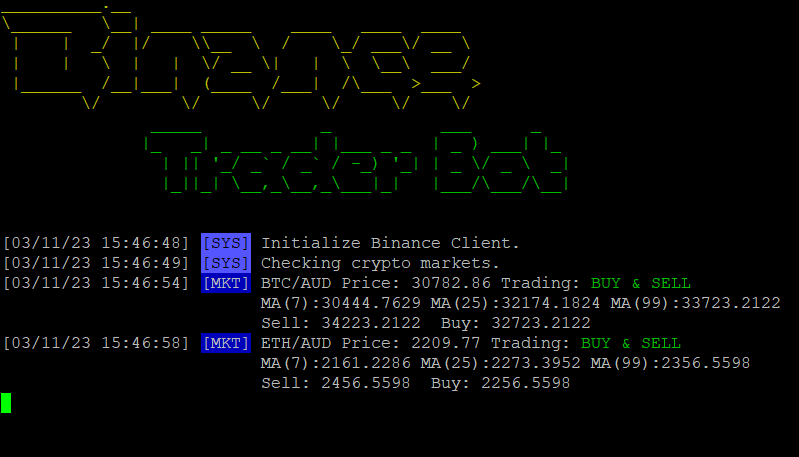 Binance
Trader Bot
[03/11/23 15:46:48] [SYS] Initialize Binance Client.
[03/11/23 15:46:49] [SYS] Checking crypto markets.
[03/11/23 15:46:54] [MKT] BTC/AUD Price: 30782.86 Trading: BUY & SELL
MA(7):30444.7629 MA(25):32174.1824 MA(99):33723.2122
Sell: 34223.2122  Buy: 32723.2122
[03/11/23 15:46:58] [MKT] ETH/AUD Price: 2209.77 Trading: BUY & SELL
MA(7):2161.2286 MA(25):2273.3952 MA(99):2356.5598
Sell: 2456.5598  Buy: 2256.5598